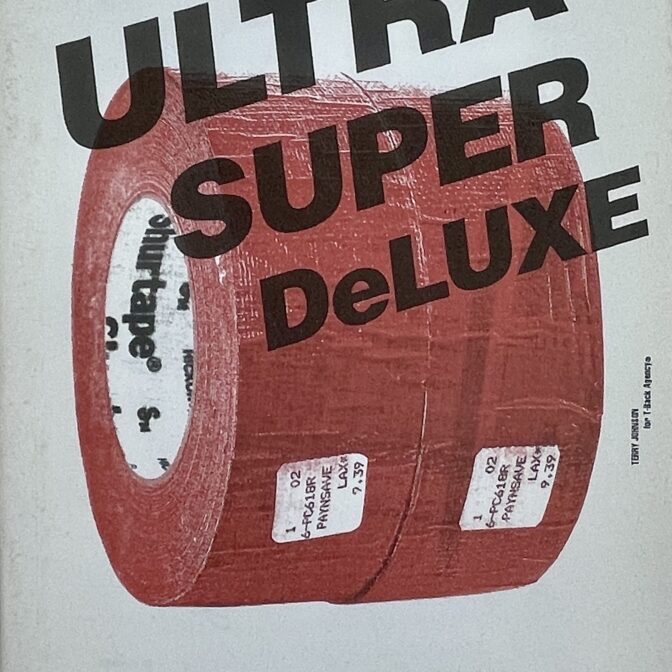 ULTRA
SUPER
DeLUXE
shurtape®
1 02
6-PC618R
PAYNSAVE
LAX*
9.39
1 02
6-PC618R
PAYNSAVE
LAX*
9.39
TERRY JOHNSON
for T-Back Agency®